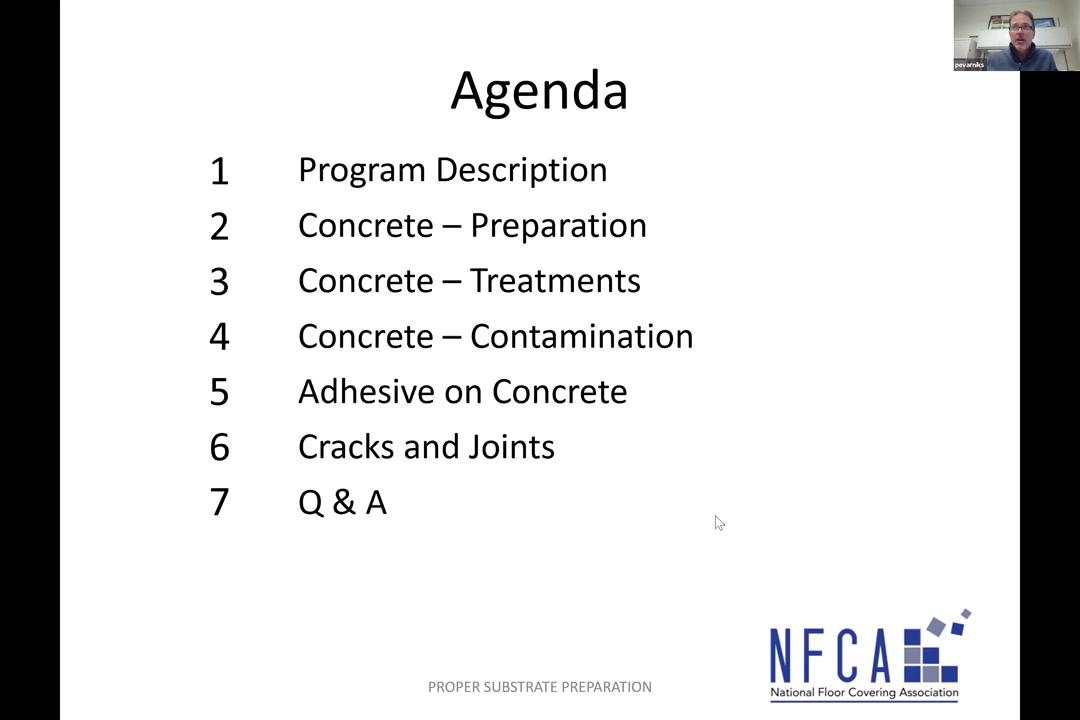 pevarniks
Agenda
1 Program Description
2 Concrete – Preparation
3 Concrete – Treatments
4 Concrete – Contamination
5 Adhesive on Concrete
6 Cracks and Joints
7 Q & A
NFCA
National Floor Covering Association
PROPER SUBSTRATE PREPARATION